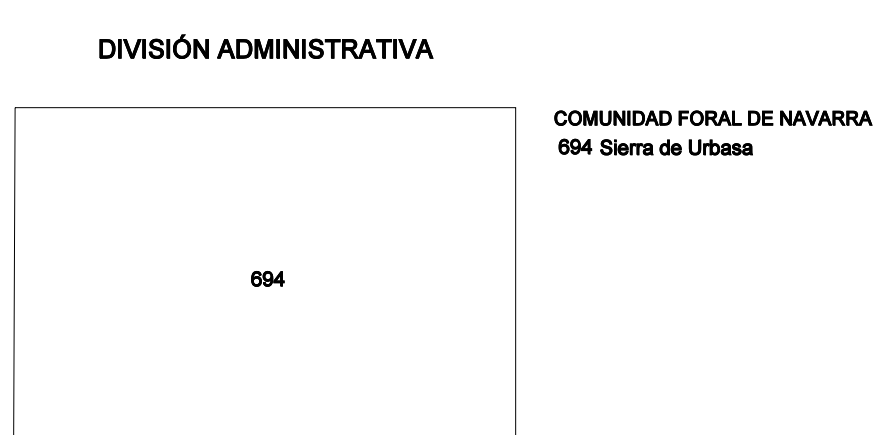 DIVISIÓN ADMINISTRATIVA
COMUNIDAD FORAL DE NAVARRA
694 Sierra de Urbasa
694